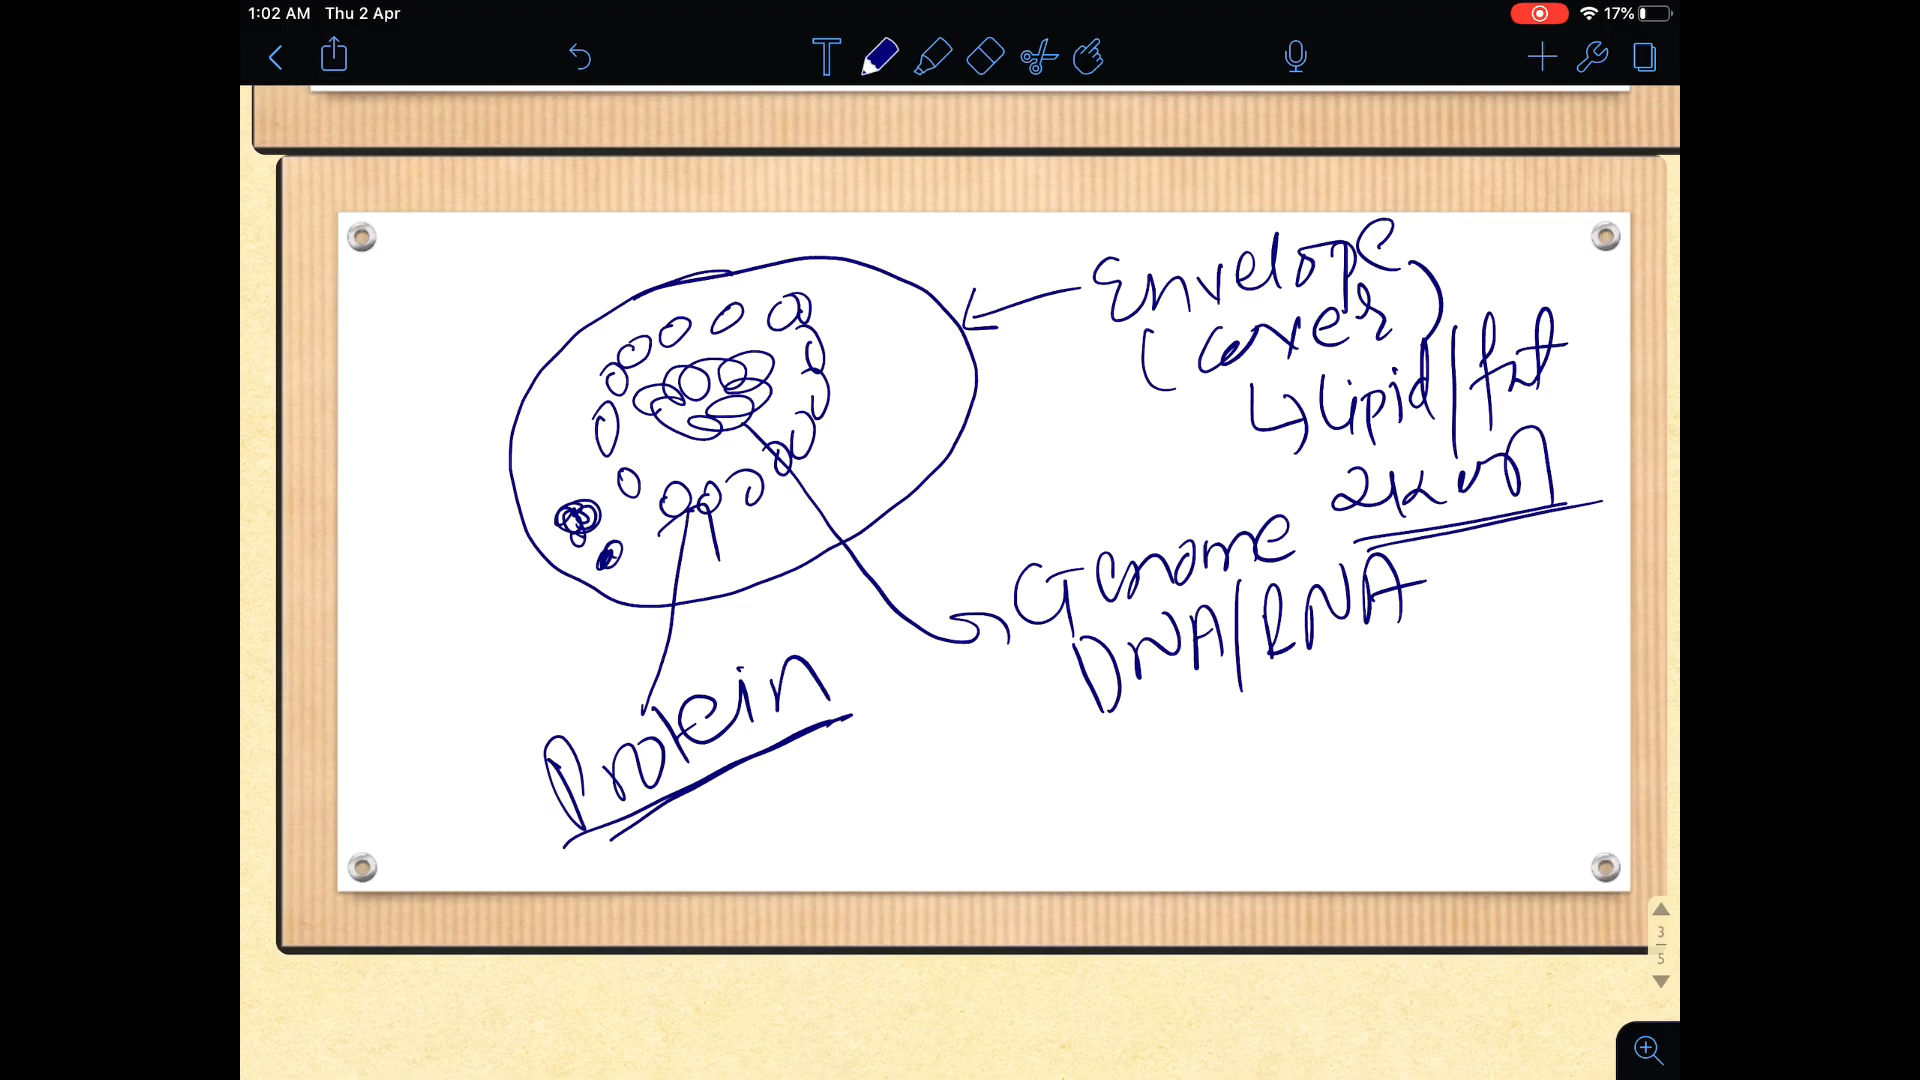 1:02 AM Thu 2 Apr
17%
T
Envelope
(cover)
↳ Lipid/fat
Genome
DNA/RNA
Protein
3
5